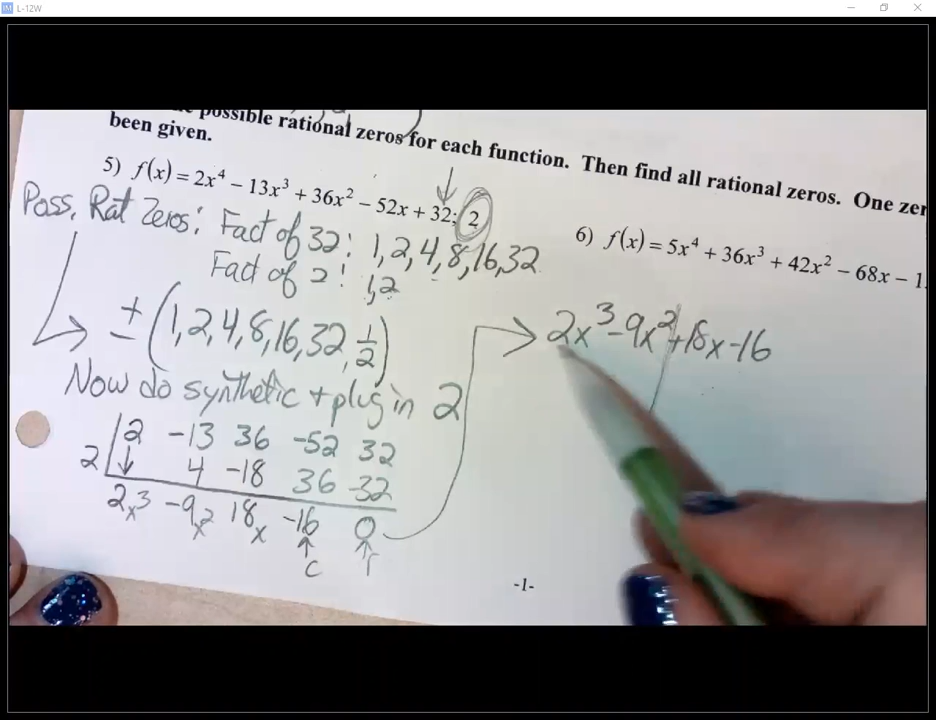 L-12W
possible rational zeros for each function. Then find all rational zeros. One
been given.
5) f(x) = 2x⁴ − 13x³ + 36x² − 52x + 32; 2
Poss. Rat Zeros: Fact of 32: 1,2,4,8,16,32
Fact of 2: 1,2
± (1,2,4,8,16,32,1/2)
Now do synthetic + plug in 2
2 -13 36 -52 32
2 4 -18 36 -32
2x3 -9x2 18x -16 0
C r
6) f(x) = 5x⁴ + 36x³ + 42x² − 68x − 1
2x³-9x²+18x-16
-1-